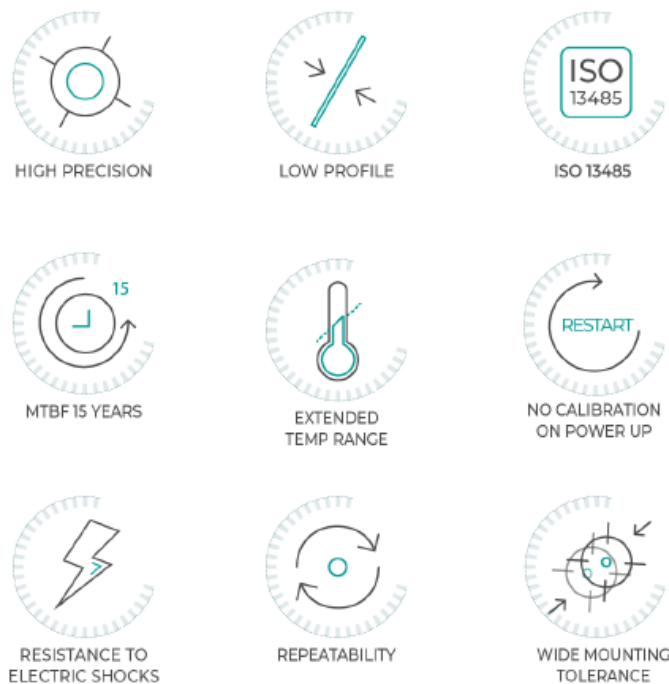 ISO
13485
HIGH PRECISION
LOW PROFILE
ISO 13485
15
RESTART
MTBF 15 YEARS
EXTENDED
TEMP RANGE
NO CALIBRATION
ON POWER UP
RESISTANCE TO
ELECTRIC SHOCKS
REPEATABILITY
WIDE MOUNTING
TOLERANCE